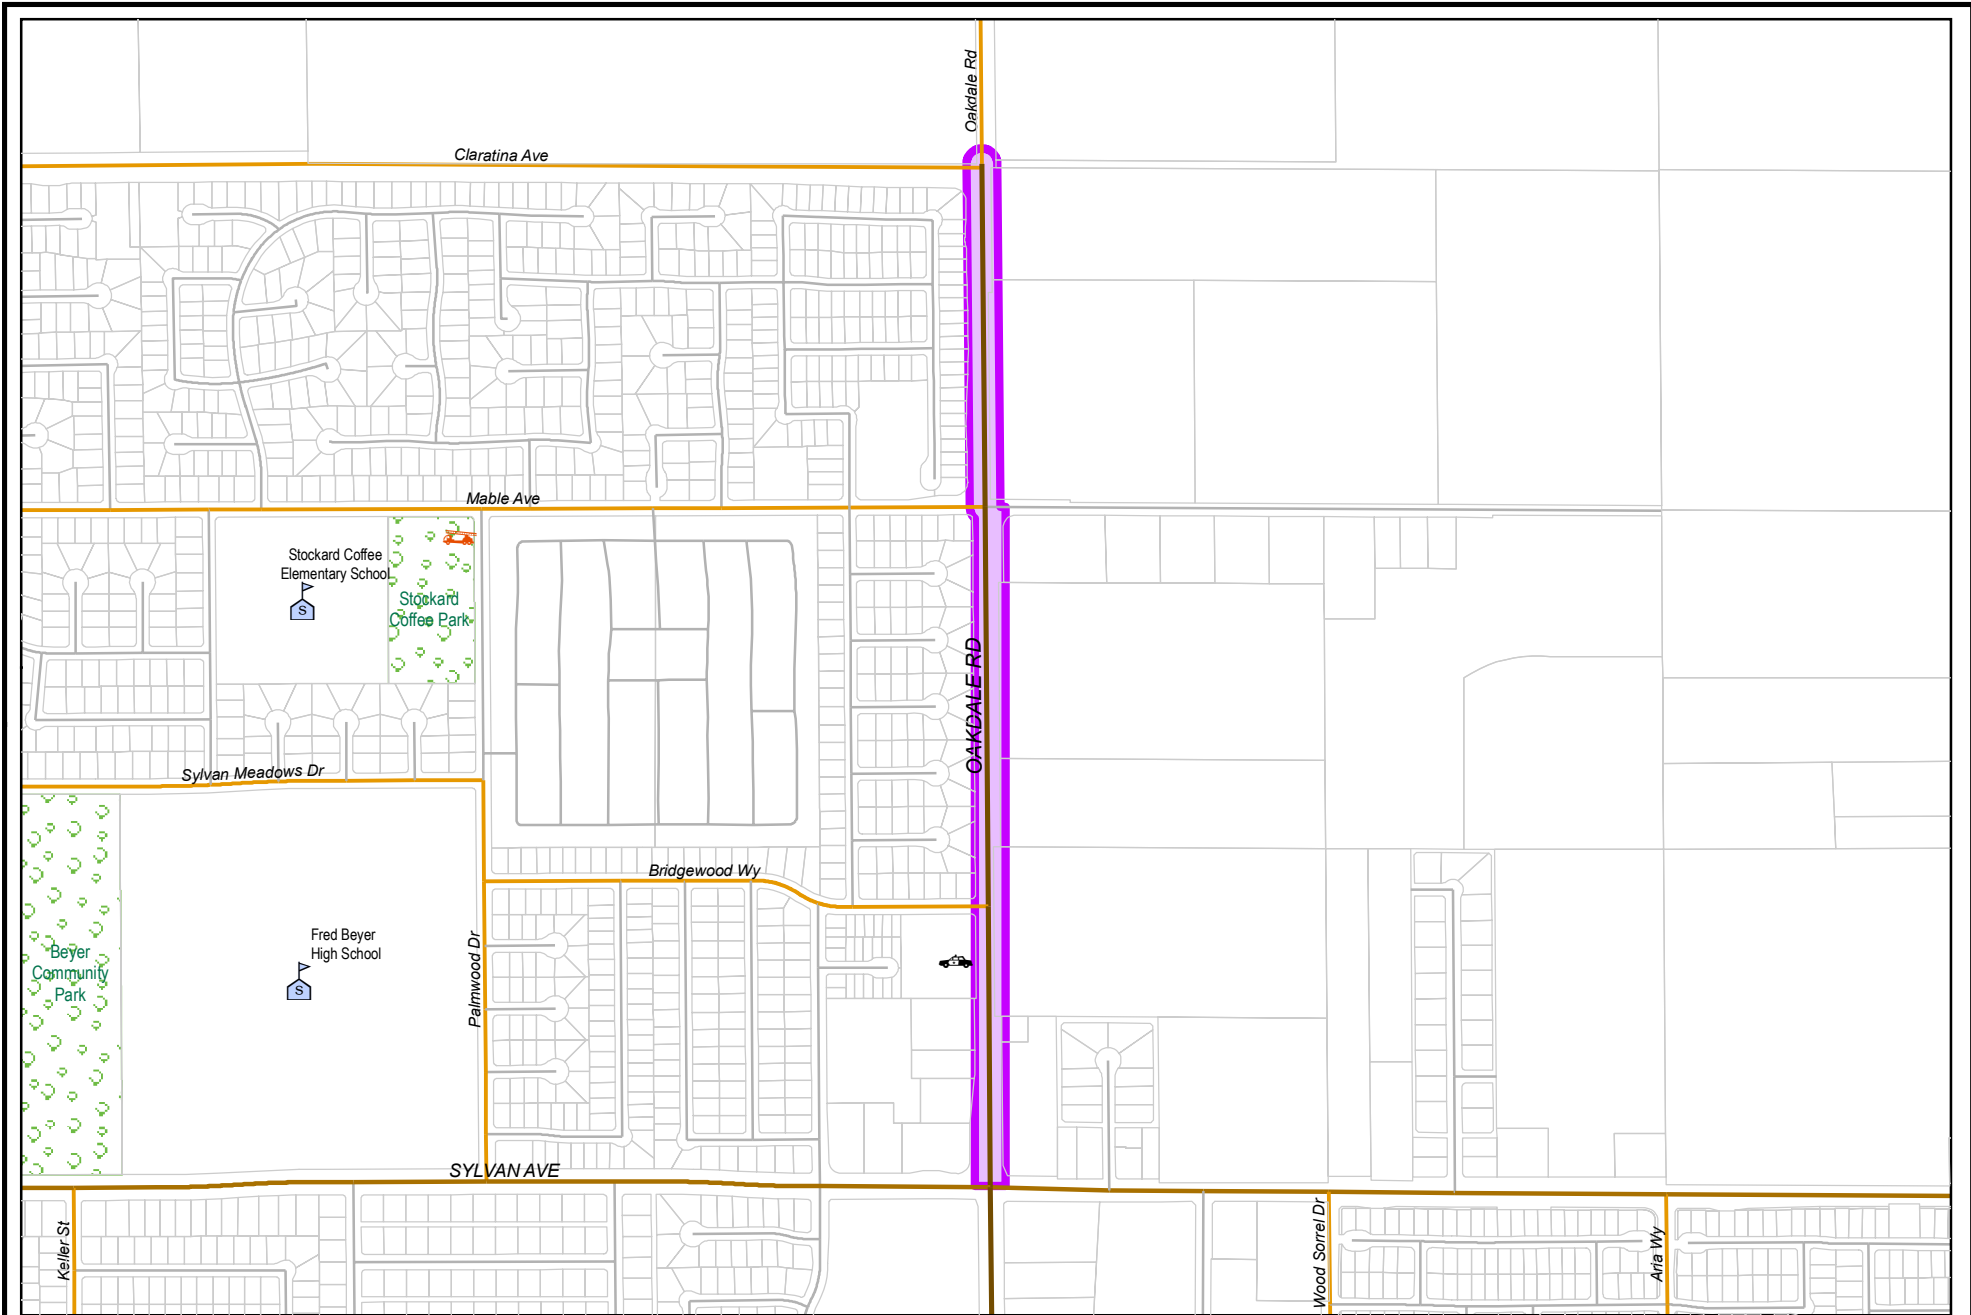 Oakdale Rd
Claratina Ave
Mable Ave
Stockard Coffee
Elementary School
S
Stockard
Coffee Park
OAKDALE RD
Sylvan Meadows Dr
Bridgewood Wy
Fred Beyer
High School
S
Beyer
Community
Park
Palmwood Dr
SYLVAN AVE
Keller St
Wood Sorrel Dr
Aria Wy